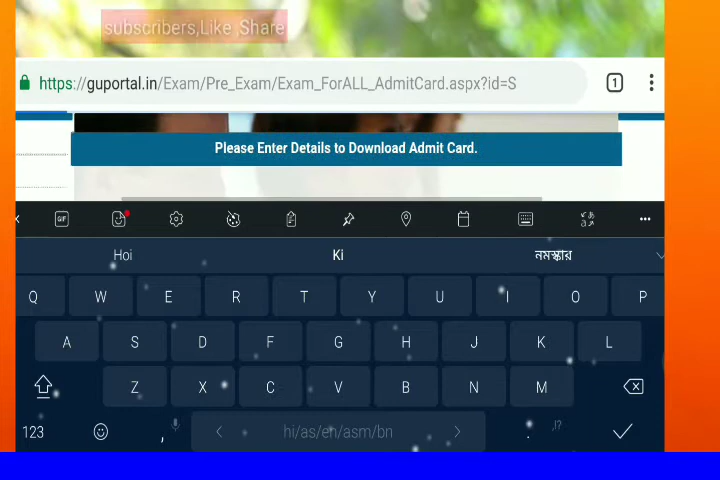 subscribers,Like ,Share
https://guportal.in/Exam/Pre_Exam/Exam_ForALL_AdmitCard.aspx?id=S
1
Please Enter Details to Download Admit Card.
GIF
Hoi Ki নমস্কাৰ
Q W E R T Y U I O P
A S D F G H J K L
Z X C V B N M
123 , hi/as/en/asm/bn . ,!?